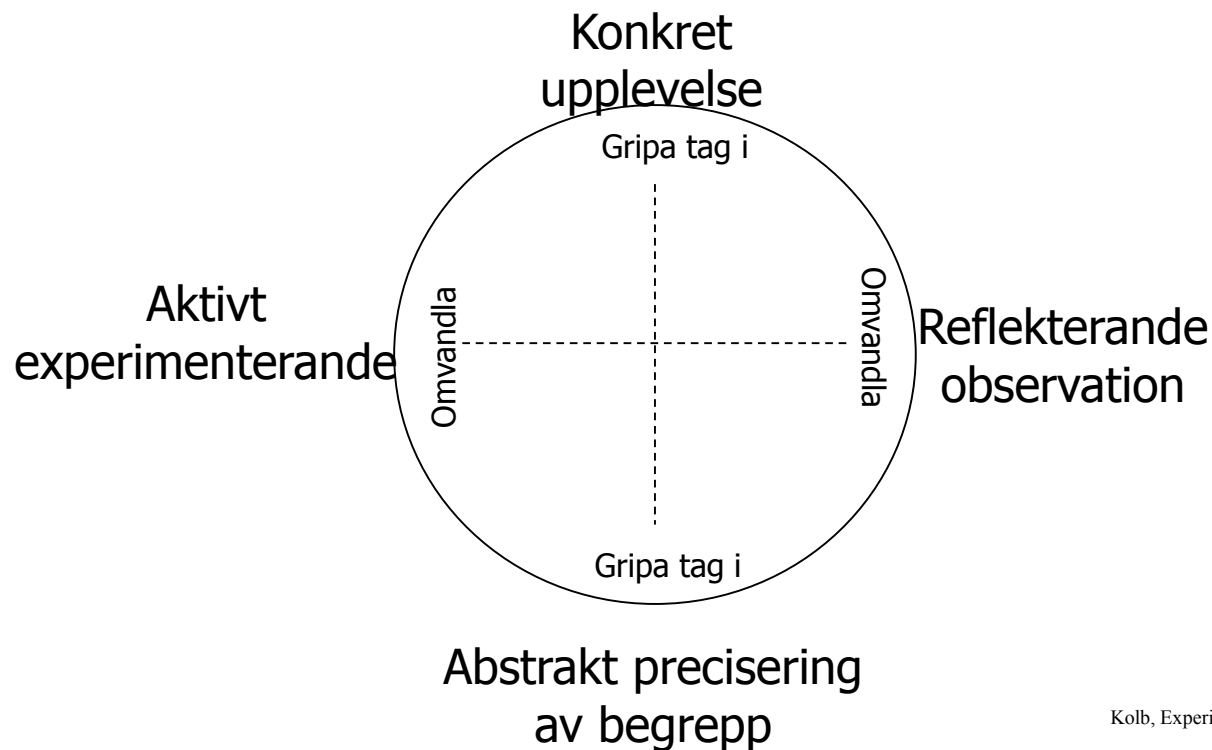 Konkret
upplevelse
Gripa tag i
Aktivt
experimenterande
Omvandla
Omvandla
Reflekterande
observation
Gripa tag i
Abstrakt precisering
av begrepp
Kolb, Experi